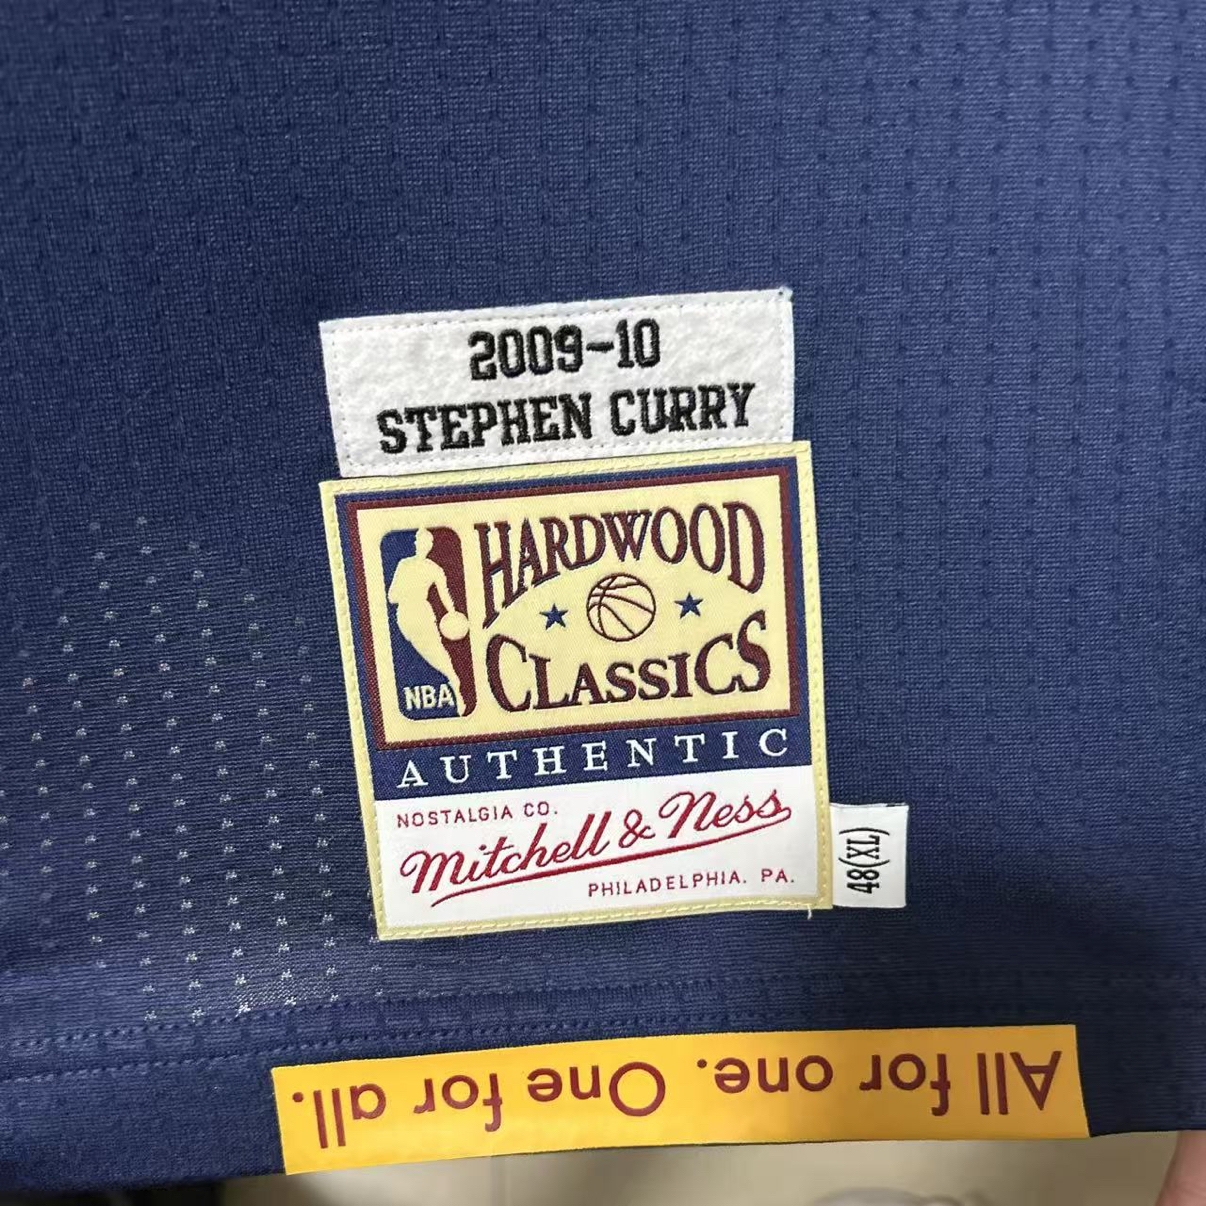 2009-10
STEPHEN CURRY
HARDWOOD
CLASSICS
NBA
AUTHENTIC
NOSTALGIA CO.
Mitchell & Ness
PHILADELPHIA. PA.
48(XL)
All for one. One for all.